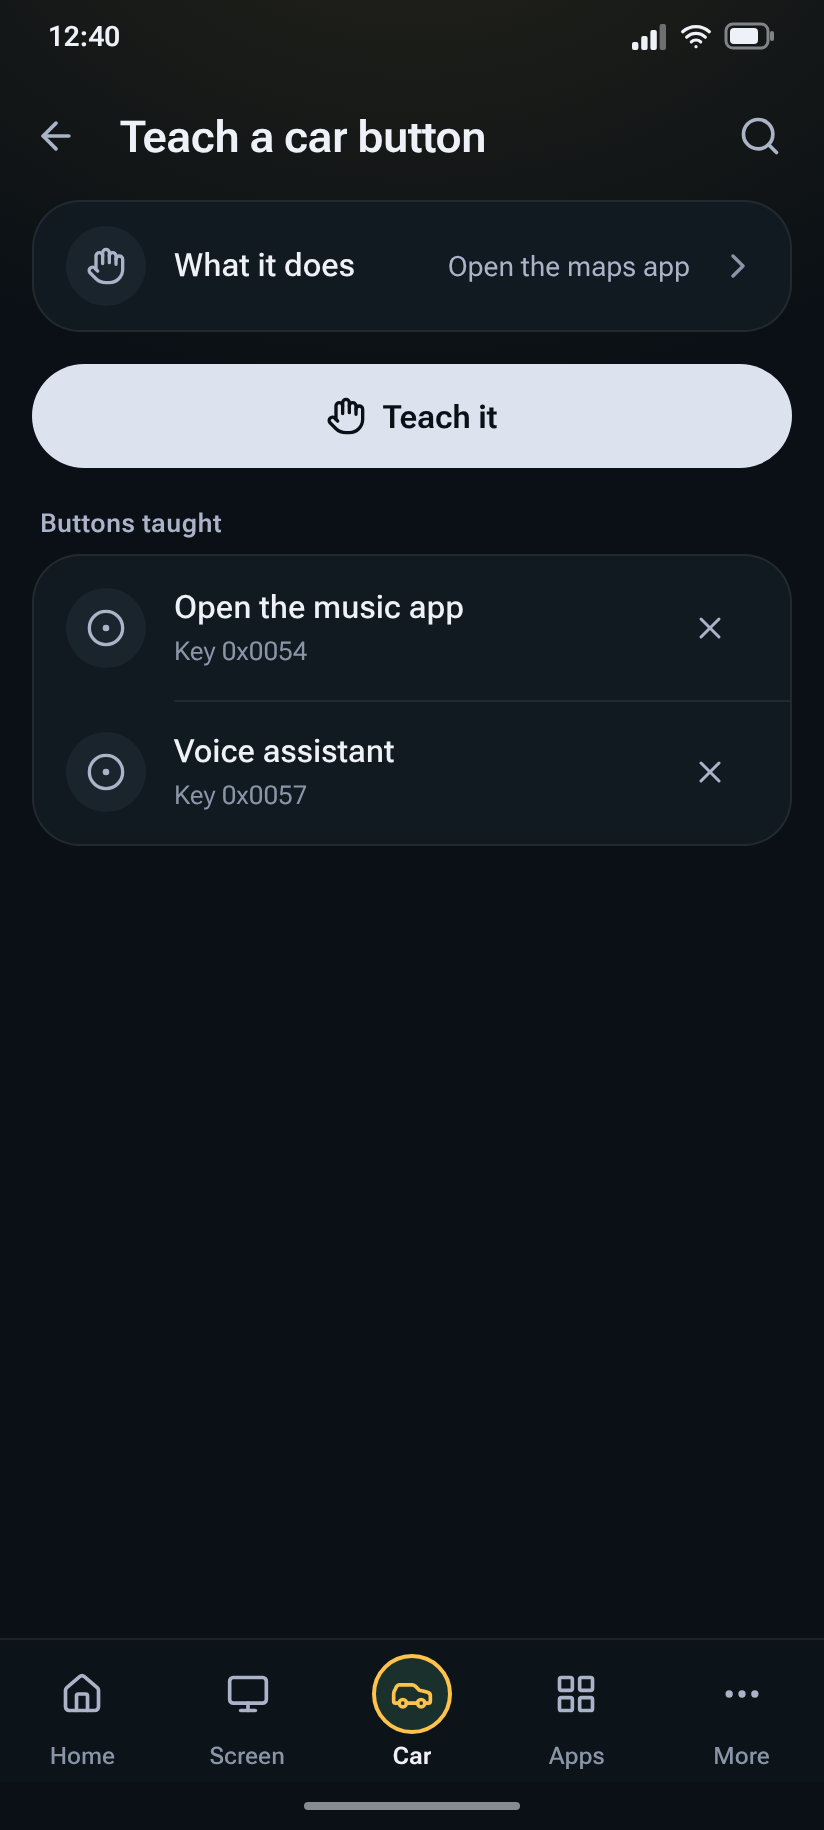 12:40
Teach a car button
What it does
Open the maps app
Teach it
Buttons taught
Open the music app
Key 0x0054
Voice assistant
Key 0x0057
Home
Screen
Car
Apps
More